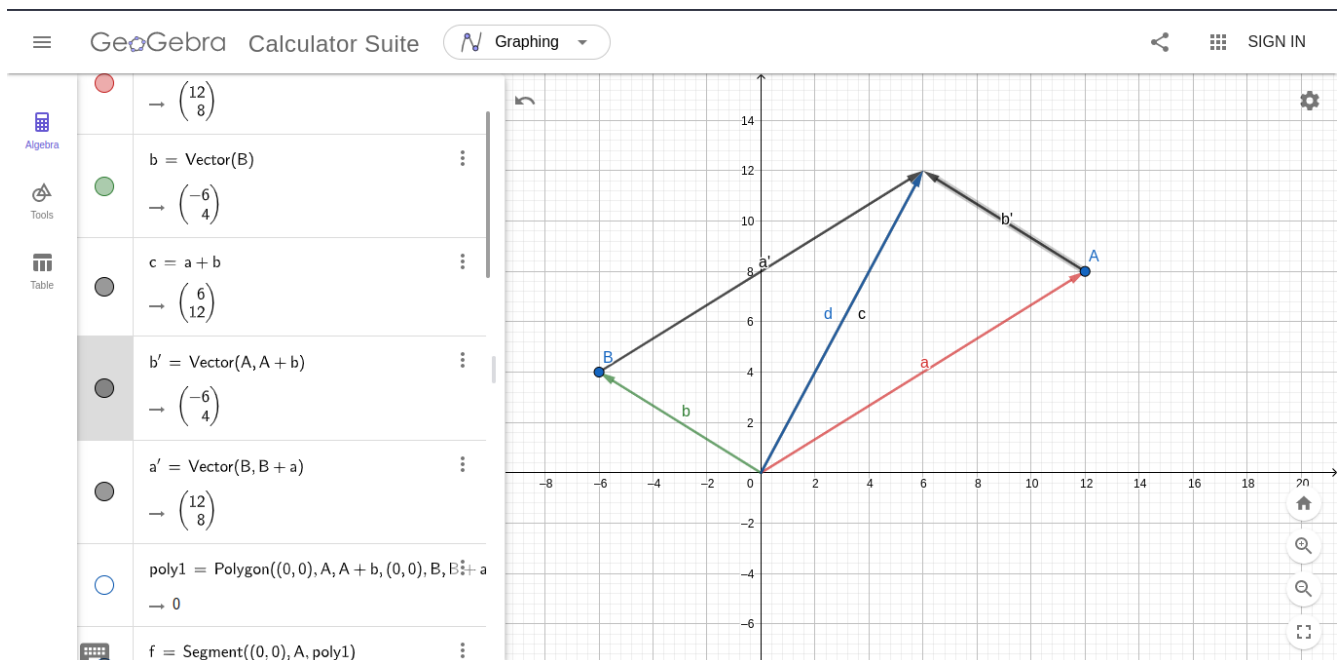 GeoGebra Calculator Suite Graphing SIGN IN
Algebra
Tools
Table
→ (12
8)
b = Vector(B)
→ (−6
4)
c = a + b
→ (6
12)
b′ = Vector(A, A + b)
→ (−6
4)
a′ = Vector(B, B + a)
→ (12
8)
poly1 = Polygon((0, 0), A, A + b, (0, 0), B, B + a
→ 0
f = Segment((0, 0), A, poly1)
14
12
10
8
6
4
2
0
−2
−4
−6
−8 −6 −4 −2 2 4 6 8 10 12 14 16 18 20
b'
A
a'
d c
B
a
b